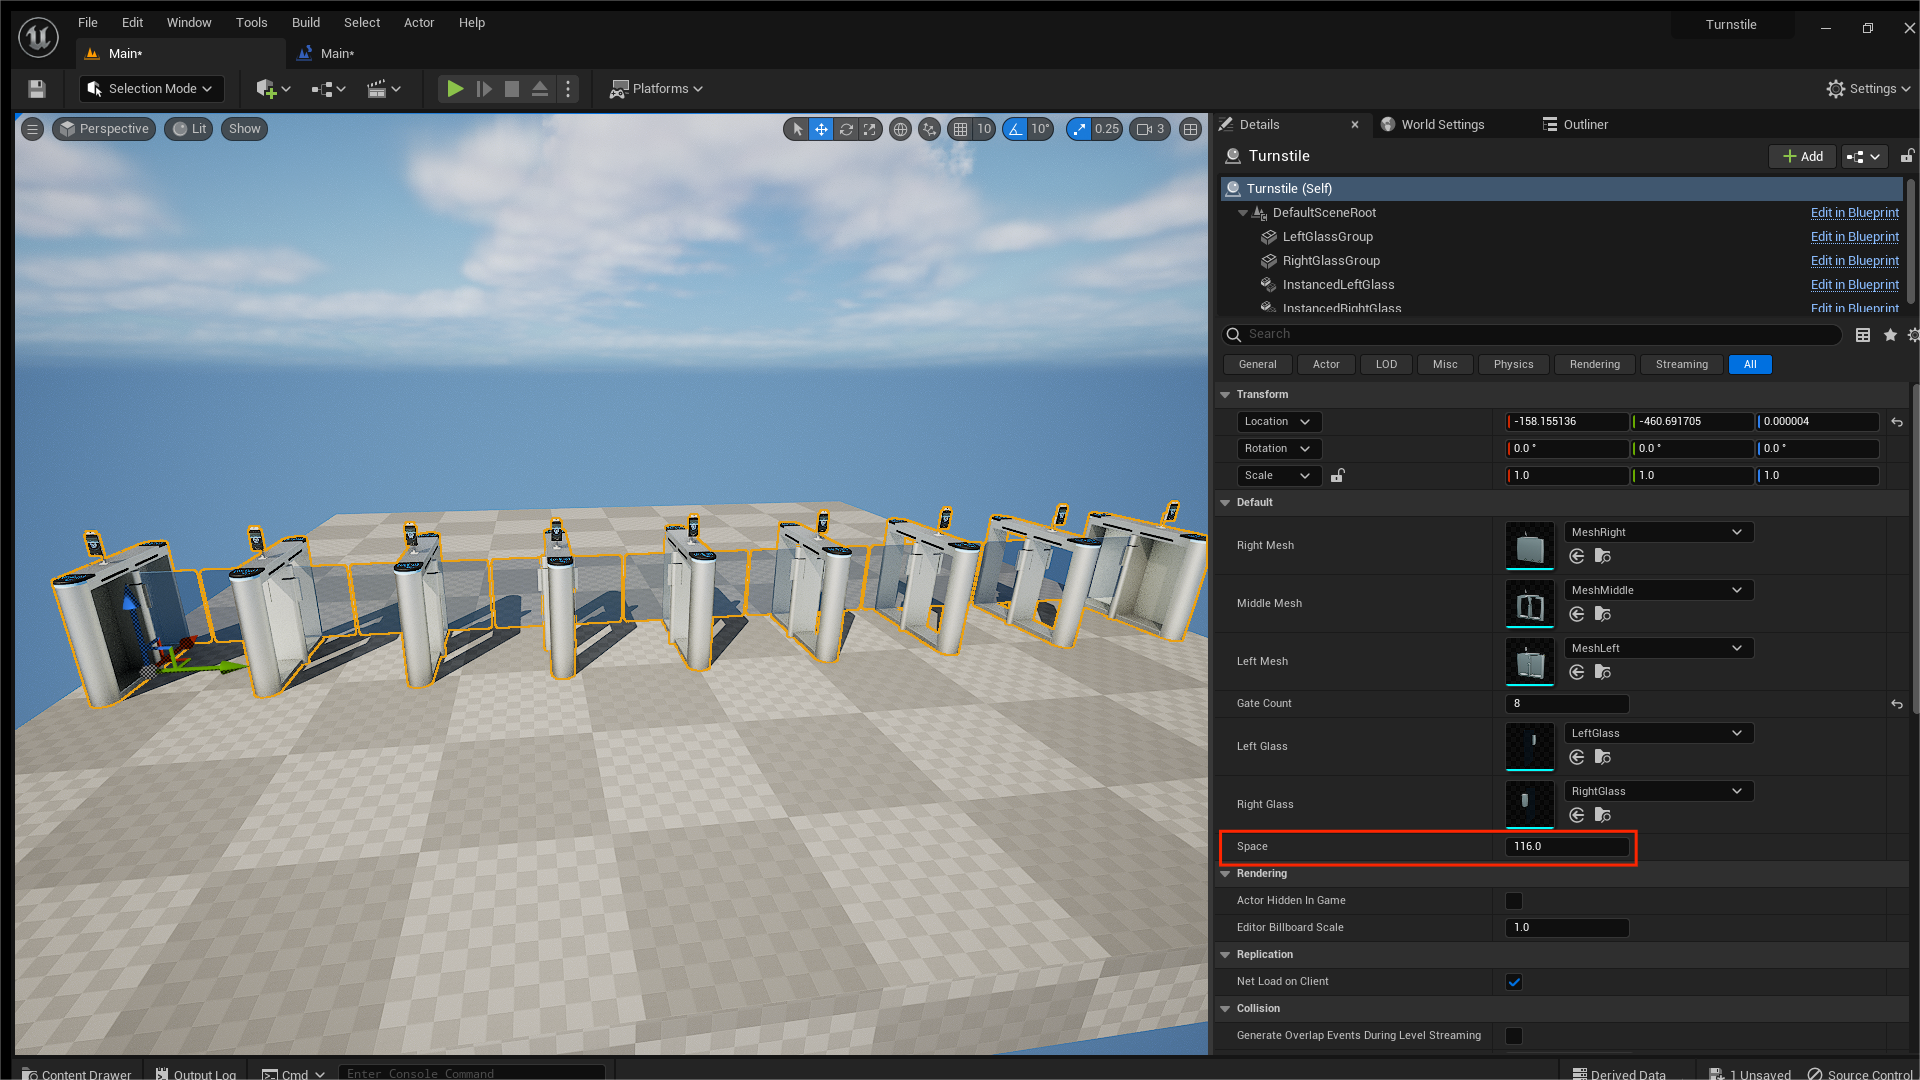 File Edit Window Tools Build Select Actor Help
Turnstile
Main*
Main*
Selection Mode
Platforms
Settings
Perspective
Lit
Show
10
10°
0.25
3
Details
World Settings
Outliner
Turnstile
Add
Turnstile (Self)
DefaultSceneRoot Edit in Blueprint
LeftGlassGroup Edit in Blueprint
RightGlassGroup Edit in Blueprint
InstancedLeftGlass Edit in Blueprint
InstancedRightGlass Edit in Blueprint
Search
General Actor LOD Misc Physics Rendering Streaming All
Transform
Location -158.155136 -460.691705 0.000004
Rotation 0.0 ° 0.0 ° 0.0 °
Scale 1.0 1.0 1.0
Default
Right Mesh MeshRight
Middle Mesh MeshMiddle
Left Mesh MeshLeft
Gate Count 8
Left Glass LeftGlass
Right Glass RightGlass
Space 116.0
Rendering
Actor Hidden In Game
Editor Billboard Scale 1.0
Replication
Net Load on Client
Collision
Generate Overlap Events During Level Streaming
Content Drawer Output Log Cmd Enter Console Command Derived Data 1 Unsaved Source Control